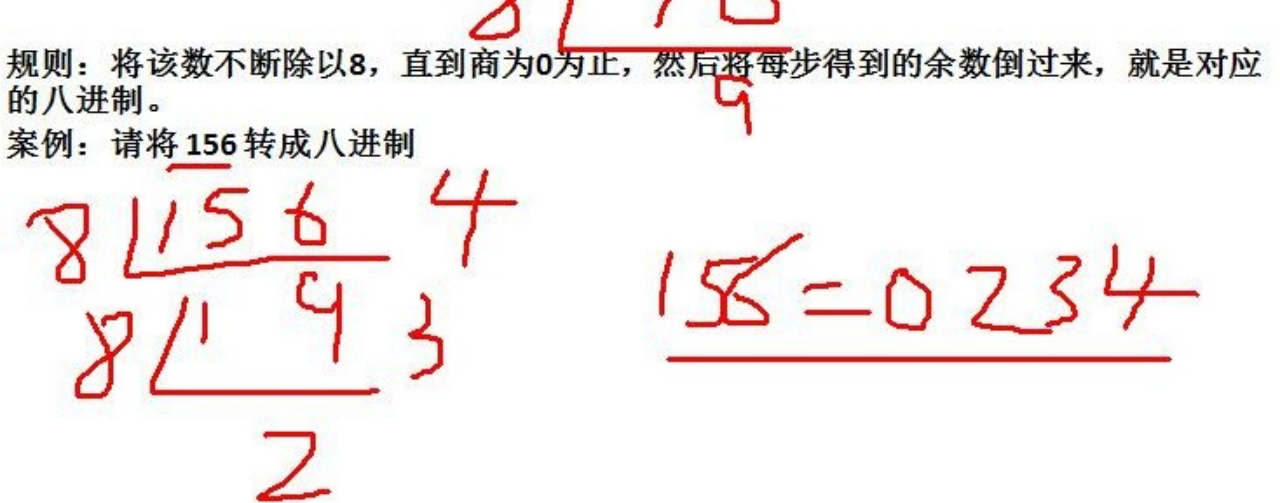 8
规则：将该数不断除以8，直到商为0为止，然后将每步得到的余数倒过来，就是对应
的八进制。
9
案例：请将 156 转成八进制
8 156 4
8 19 3
2
156=0234